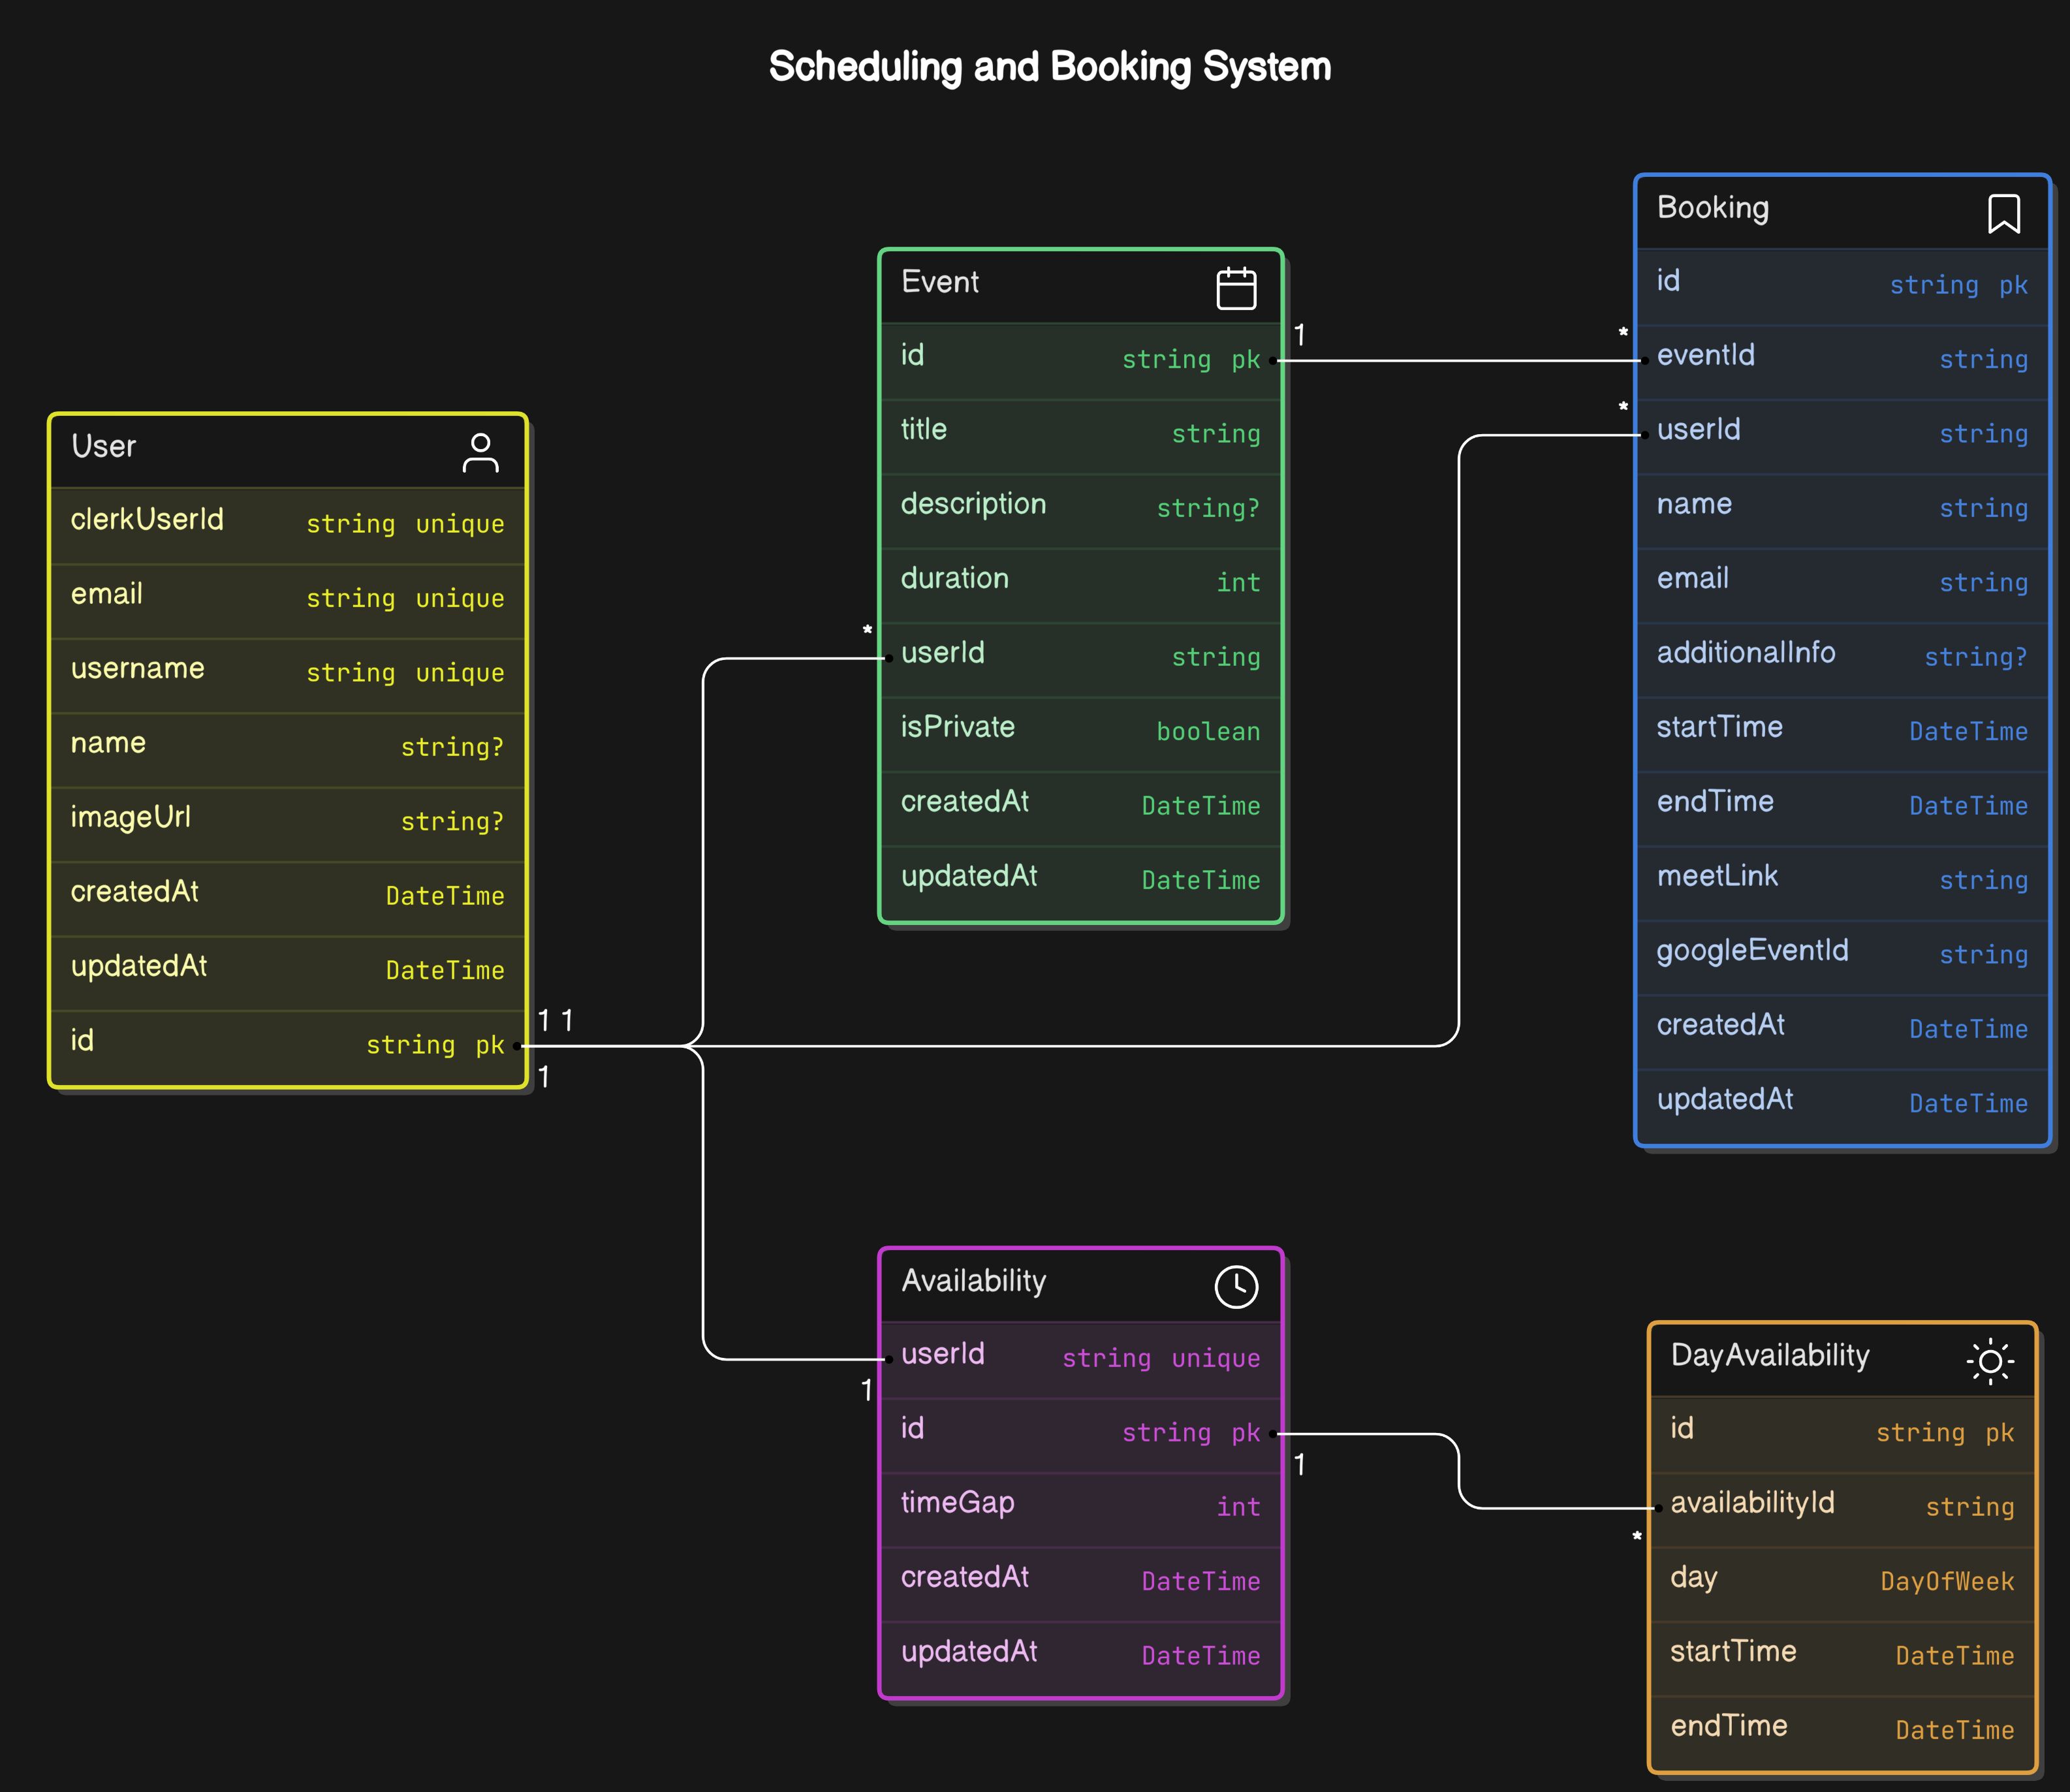 Scheduling and Booking System
User
clerkUserId string unique
email string unique
username string unique
name string?
imageUrl string?
createdAt DateTime
updatedAt DateTime
id string pk
1 1
1
Event
id string pk
title string
description string?
duration int
userId string
isPrivate boolean
createdAt DateTime
updatedAt DateTime
1
*
*
*
Booking
id string pk
eventId string
userId string
name string
email string
additionalInfo string?
startTime DateTime
endTime DateTime
meetLink string
googleEventId string
createdAt DateTime
updatedAt DateTime
Availability
userId string unique
id string pk
timeGap int
createdAt DateTime
updatedAt DateTime
1
1
*
DayAvailability
id string pk
availabilityId string
day DayOfWeek
startTime DateTime
endTime DateTime